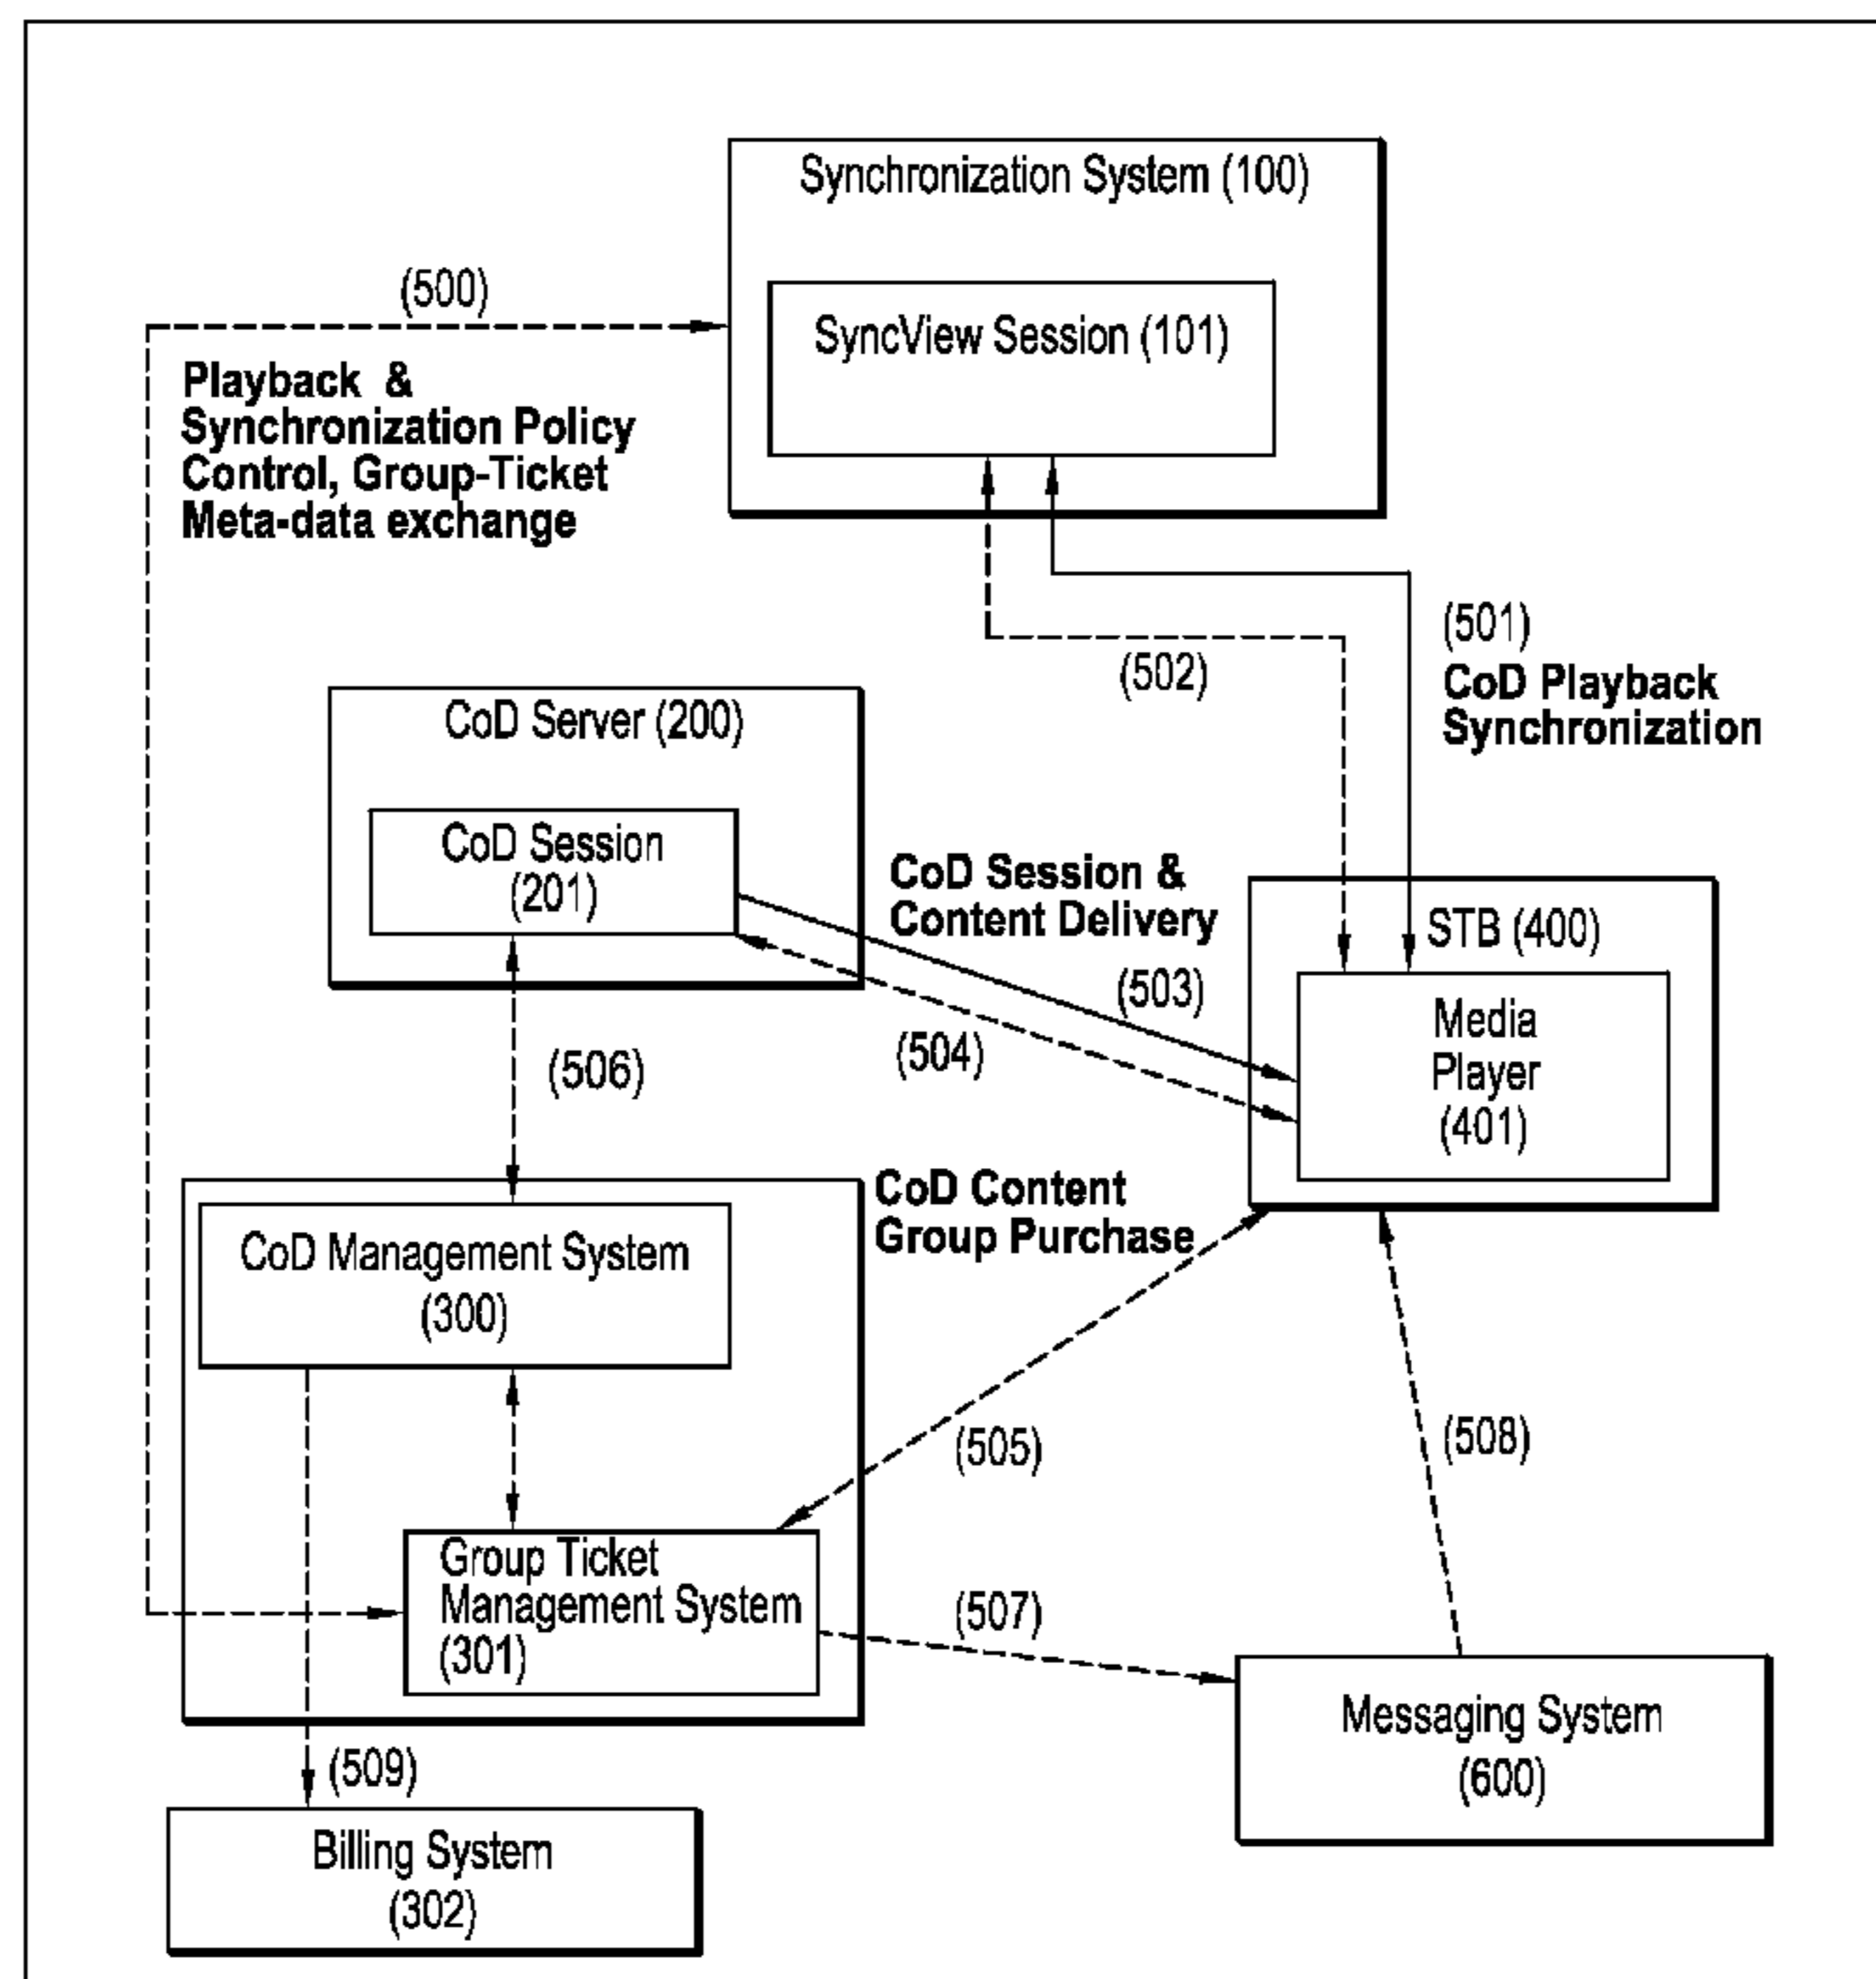 Synchronization System (100)
SyncView Session (101)
(500)
Playback &
Synchronization Policy
Control, Group-Ticket
Meta-data exchange
(501)
CoD Playback
Synchronization
(502)
CoD Server (200)
CoD Session
(201)
CoD Session &
Content Delivery
(503)
(504)
STB (400)
Media
Player
(401)
(506)
CoD Content
Group Purchase
CoD Management System
(300)
(505)
(508)
Group Ticket
Management System
(301)
(507)
Messaging System
(600)
(509)
Billing System
(302)